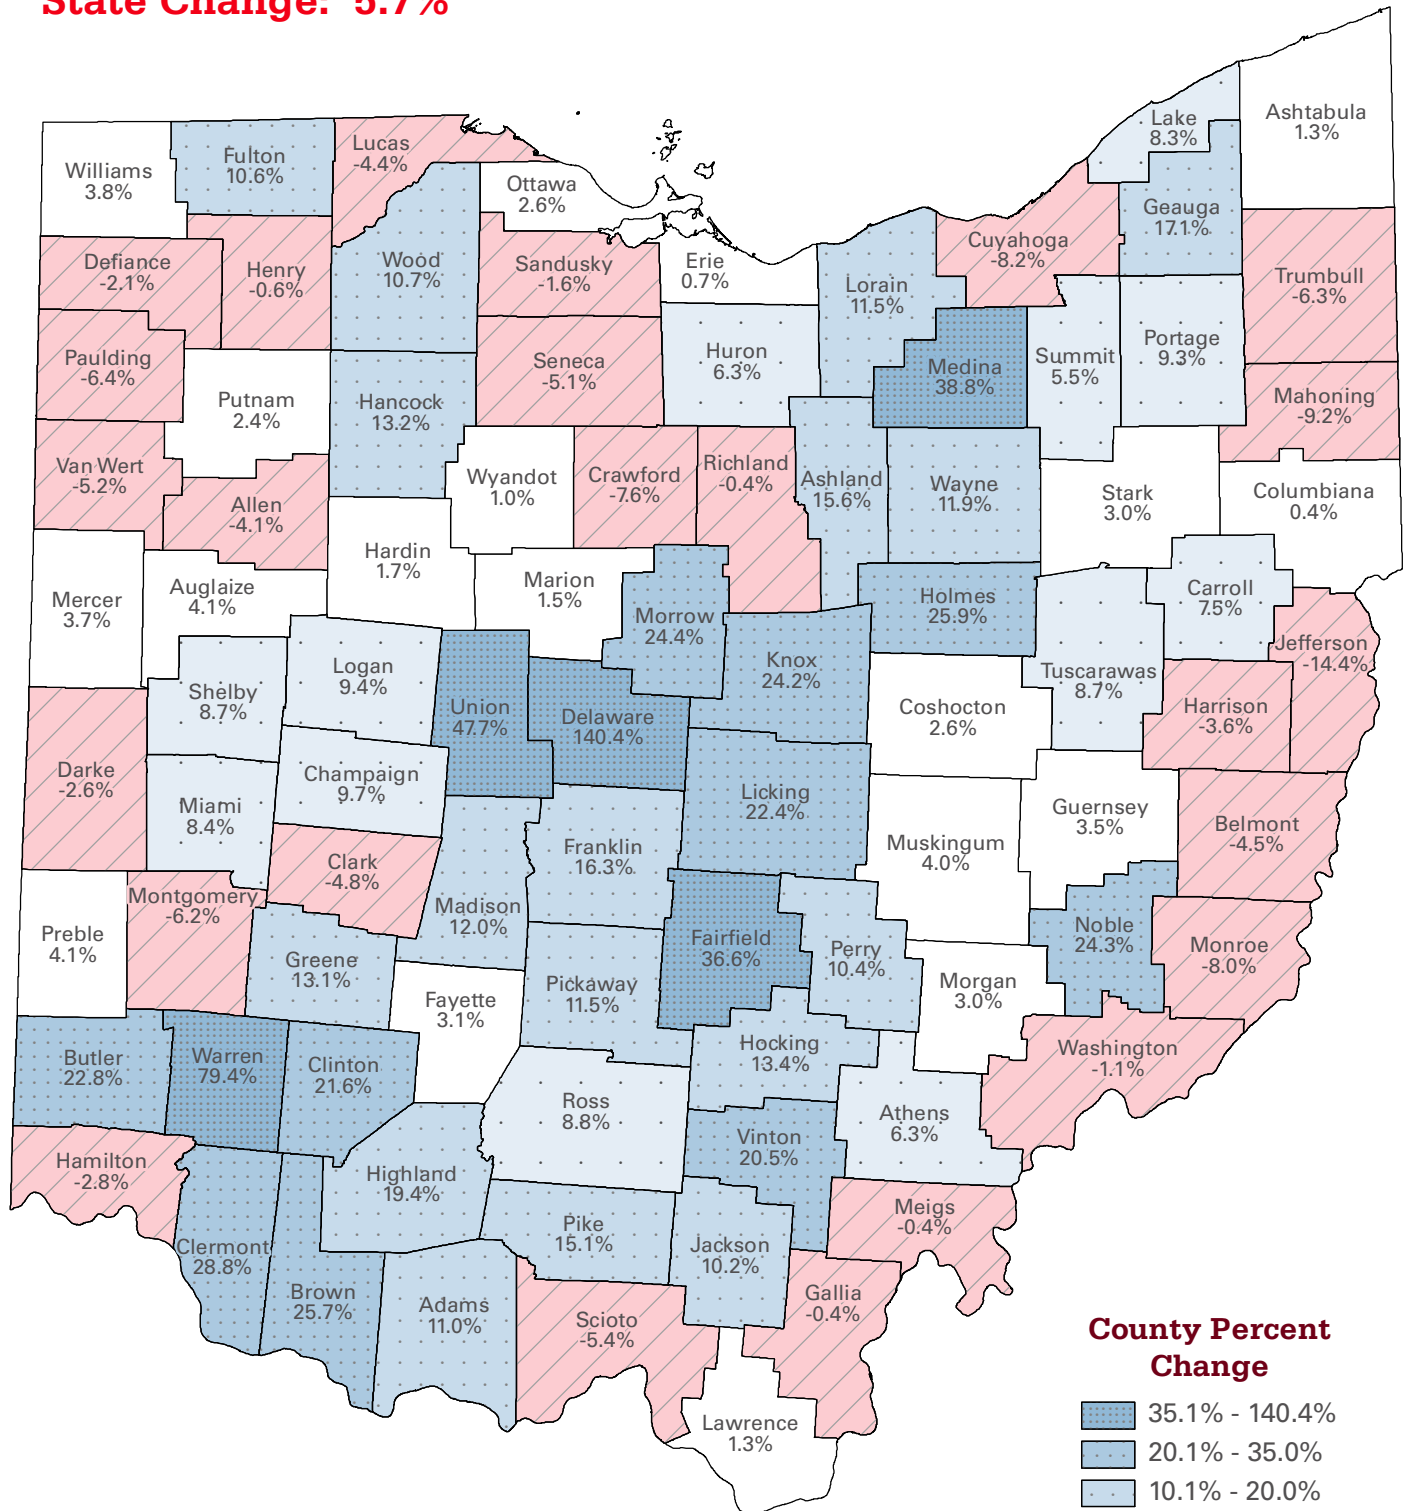 State Change: 5.7%
Ashtabula
1.3%
Lake
8.3%
Lucas
-4.4%
Fulton
10.6%
Williams
3.8%
Ottawa
2.6%
Geauga
17.1%
Cuyahoga
-8.2%
Defiance
-2.1%
Henry
-0.6%
Wood
10.7%
Sandusky
-1.6%
Erie
0.7%
Lorain
11.5%
Trumbull
-6.3%
Paulding
-6.4%
Seneca
-5.1%
Huron
6.3%
Medina
38.8%
Summit
5.5%
Portage
9.3%
Putnam
2.4%
Hancock
13.2%
Mahoning
-9.2%
Van Wert
-5.2%
Allen
-4.1%
Wyandot
1.0%
Crawford
-7.6%
Richland
-0.4%
Ashland
15.6%
Wayne
11.9%
Stark
3.0%
Columbiana
0.4%
Hardin
1.7%
Mercer
3.7%
Auglaize
4.1%
Marion
1.5%
Morrow
24.4%
Holmes
25.9%
Carroll
7.5%
Jefferson
-14.4%
Knox
24.2%
Tuscarawas
8.7%
Logan
9.4%
Shelby
8.7%
Union
47.7%
Delaware
140.4%
Coshocton
2.6%
Harrison
-3.6%
Darke
-2.6%
Champaign
9.7%
Miami
8.4%
Licking
22.4%
Guernsey
3.5%
Belmont
-4.5%
Muskingum
4.0%
Franklin
16.3%
Clark
-4.8%
Montgomery
-6.2%
Madison
12.0%
Preble
4.1%
Fairfield
36.6%
Perry
10.4%
Noble
24.3%
Monroe
-8.0%
Greene
13.1%
Pickaway
11.5%
Morgan
3.0%
Fayette
3.1%
Butler
22.8%
Warren
79.4%
Clinton
21.6%
Hocking
13.4%
Washington
-1.1%
Ross
8.8%
Athens
6.3%
Vinton
20.5%
Hamilton
-2.8%
Highland
19.4%
Meigs
-0.4%
Pike
15.1%
Jackson
10.2%
Clermont
28.8%
Brown
25.7%
Adams
11.0%
Scioto
-5.4%
Gallia
-0.4%
Lawrence
1.3%
County Percent
Change
35.1% - 140.4%
20.1% - 35.0%
10.1% - 20.0%